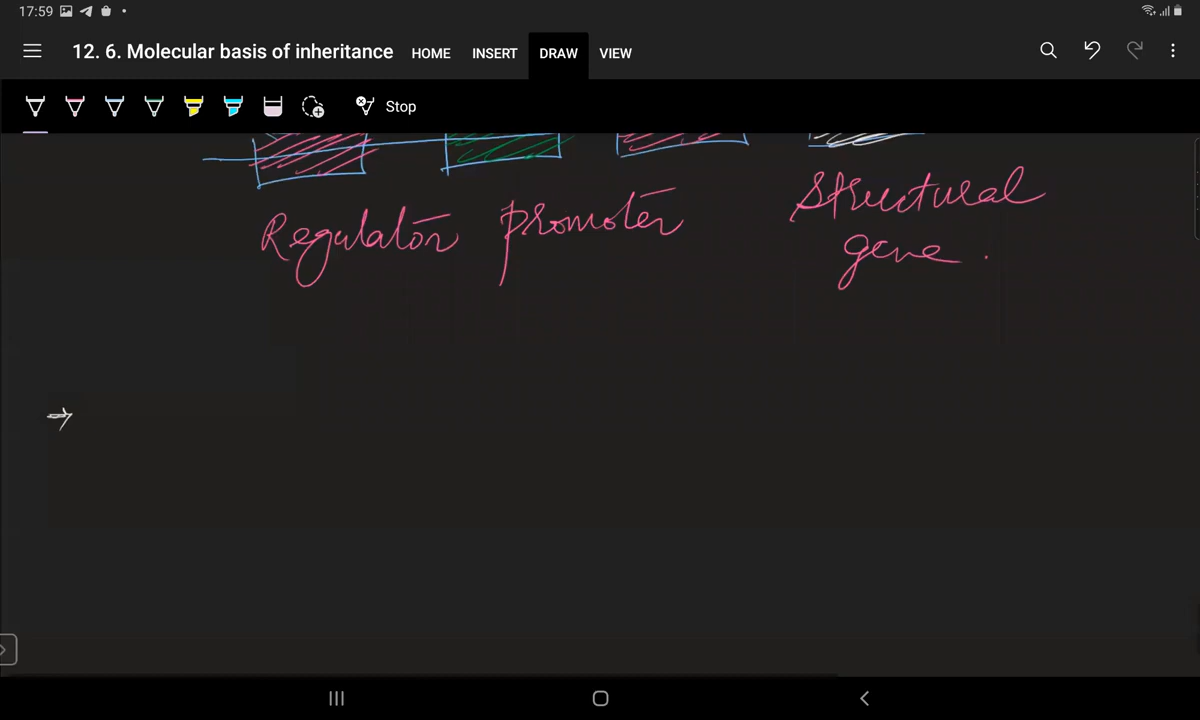 17:59
12. 6. Molecular basis of inheritance HOME INSERT DRAW VIEW
Stop
Regulator promoter Structural
gene.
→